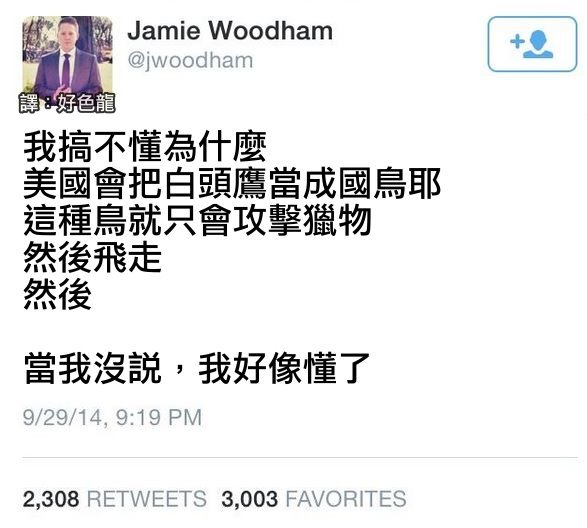 Jamie Woodham
@jwoodham
譯：好色龍
我搞不懂為什麼
美國會把白頭鷹當成國鳥耶
這種鳥就只會攻擊獵物
然後飛走
然後
當我沒說，我好像懂了
9/29/14, 9:19 PM
2,308 RETWEETS 3,003 FAVORITES